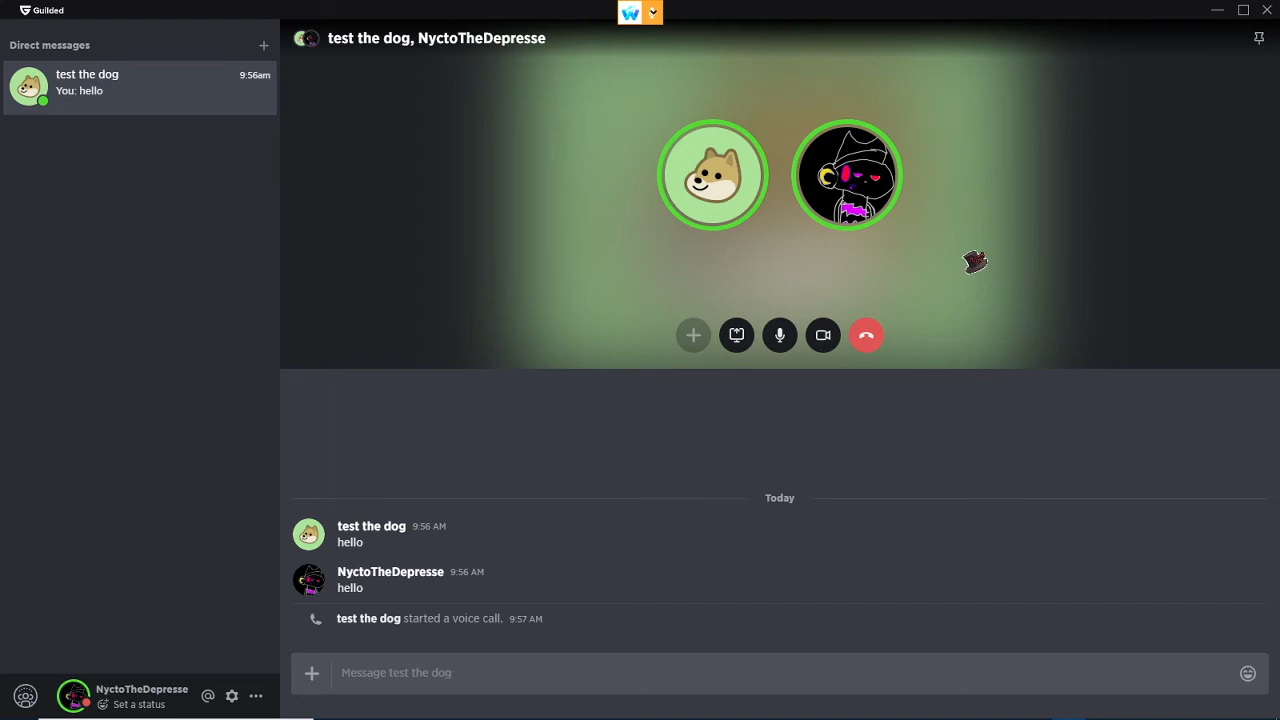 Guilded
Direct messages
test the dog 9:56am
You: hello
test the dog, NyctoTheDepresse
Today
test the dog 9:56 AM
hello
NyctoTheDepresse 9:56 AM
hello
test the dog started a voice call. 9:57 AM
Message test the dog
NyctoTheDepresse
Set a status